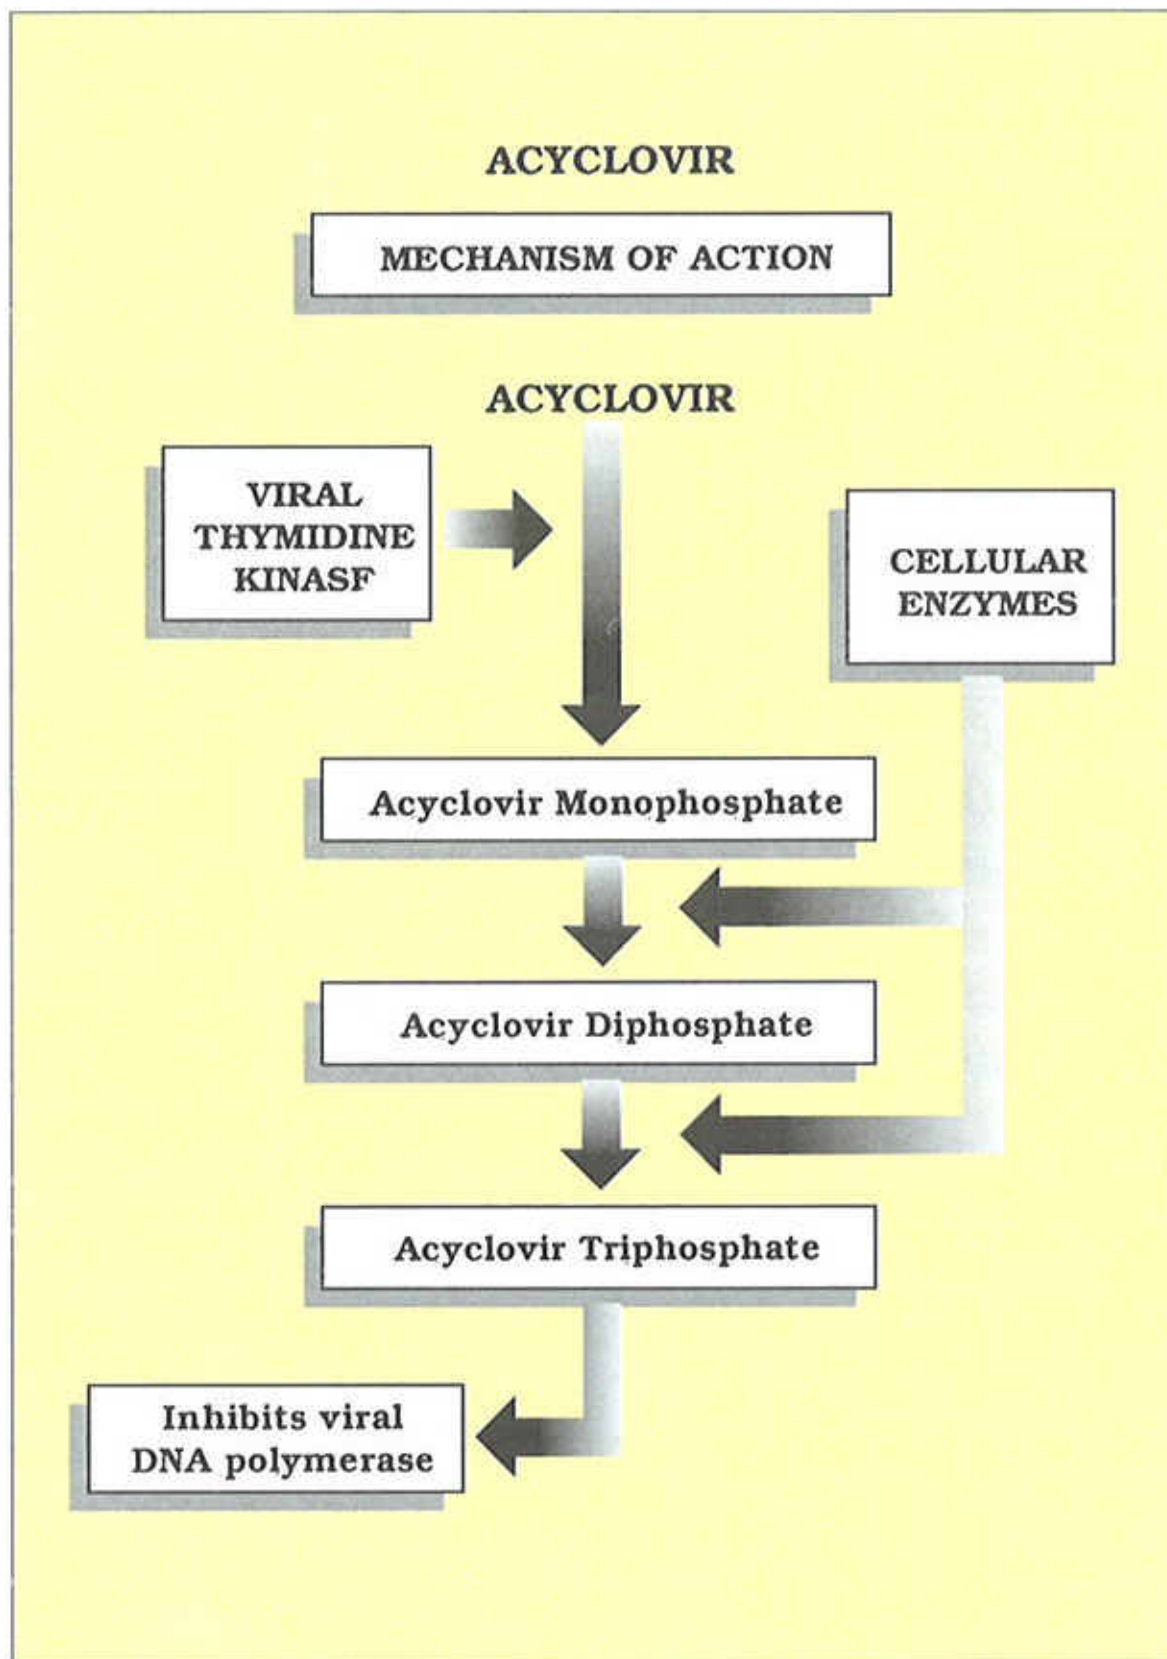 ACYCLOVIR
MECHANISM OF ACTION
ACYCLOVIR
VIRAL
THYMIDINE
KINASF
CELLULAR
ENZYMES
Acyclovir Monophosphate
Acyclovir Diphosphate
Acyclovir Triphosphate
Inhibits viral
DNA polymerase